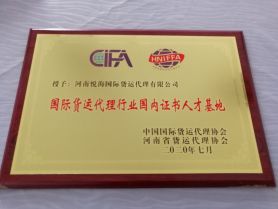 CIFA
HNIFFA
授予：河南悦海国际货运代理有限公司
国际货运代理行业国内证书人才基地
中国国际货运代理协会
河南省货运代理协会
二〇二〇年七月